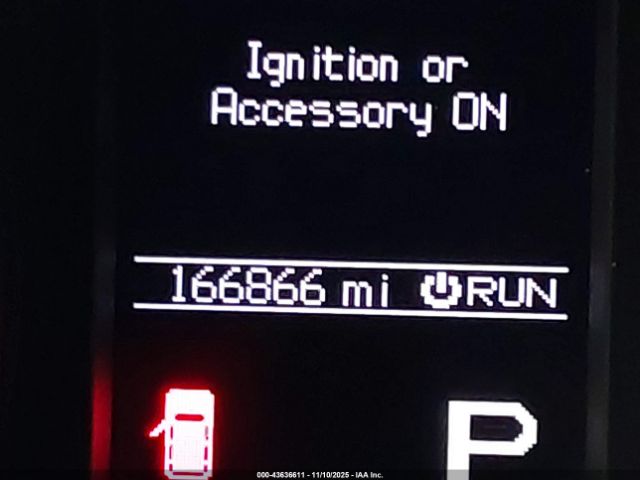 Ignition or
Accessory ON
166866 mi RUN
P
000-43636611 - 11/10/2025 - IAA Inc.